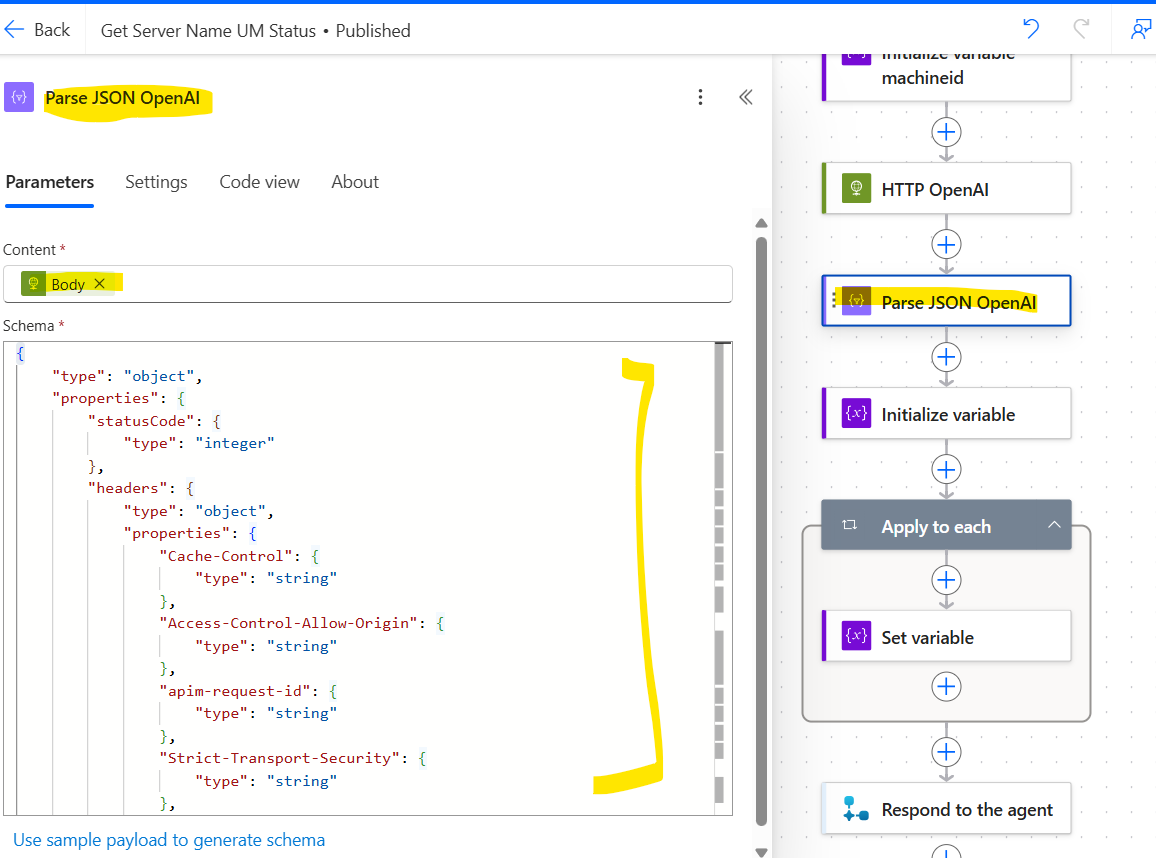 Back
Get Server Name UM Status • Published
Parse JSON OpenAI
Parameters
Settings
Code view
About
Content *
Body
Schema *
{
"type": "object",
"properties": {
"statusCode": {
"type": "integer"
},
"headers": {
"type": "object",
"properties": {
"Cache-Control": {
"type": "string"
},
"Access-Control-Allow-Origin": {
"type": "string"
},
"apim-request-id": {
"type": "string"
},
"Strict-Transport-Security": {
"type": "string"
},
Use sample payload to generate schema
Initialize variable
machineid
HTTP OpenAI
Parse JSON OpenAI
Initialize variable
Apply to each
Set variable
Respond to the agent